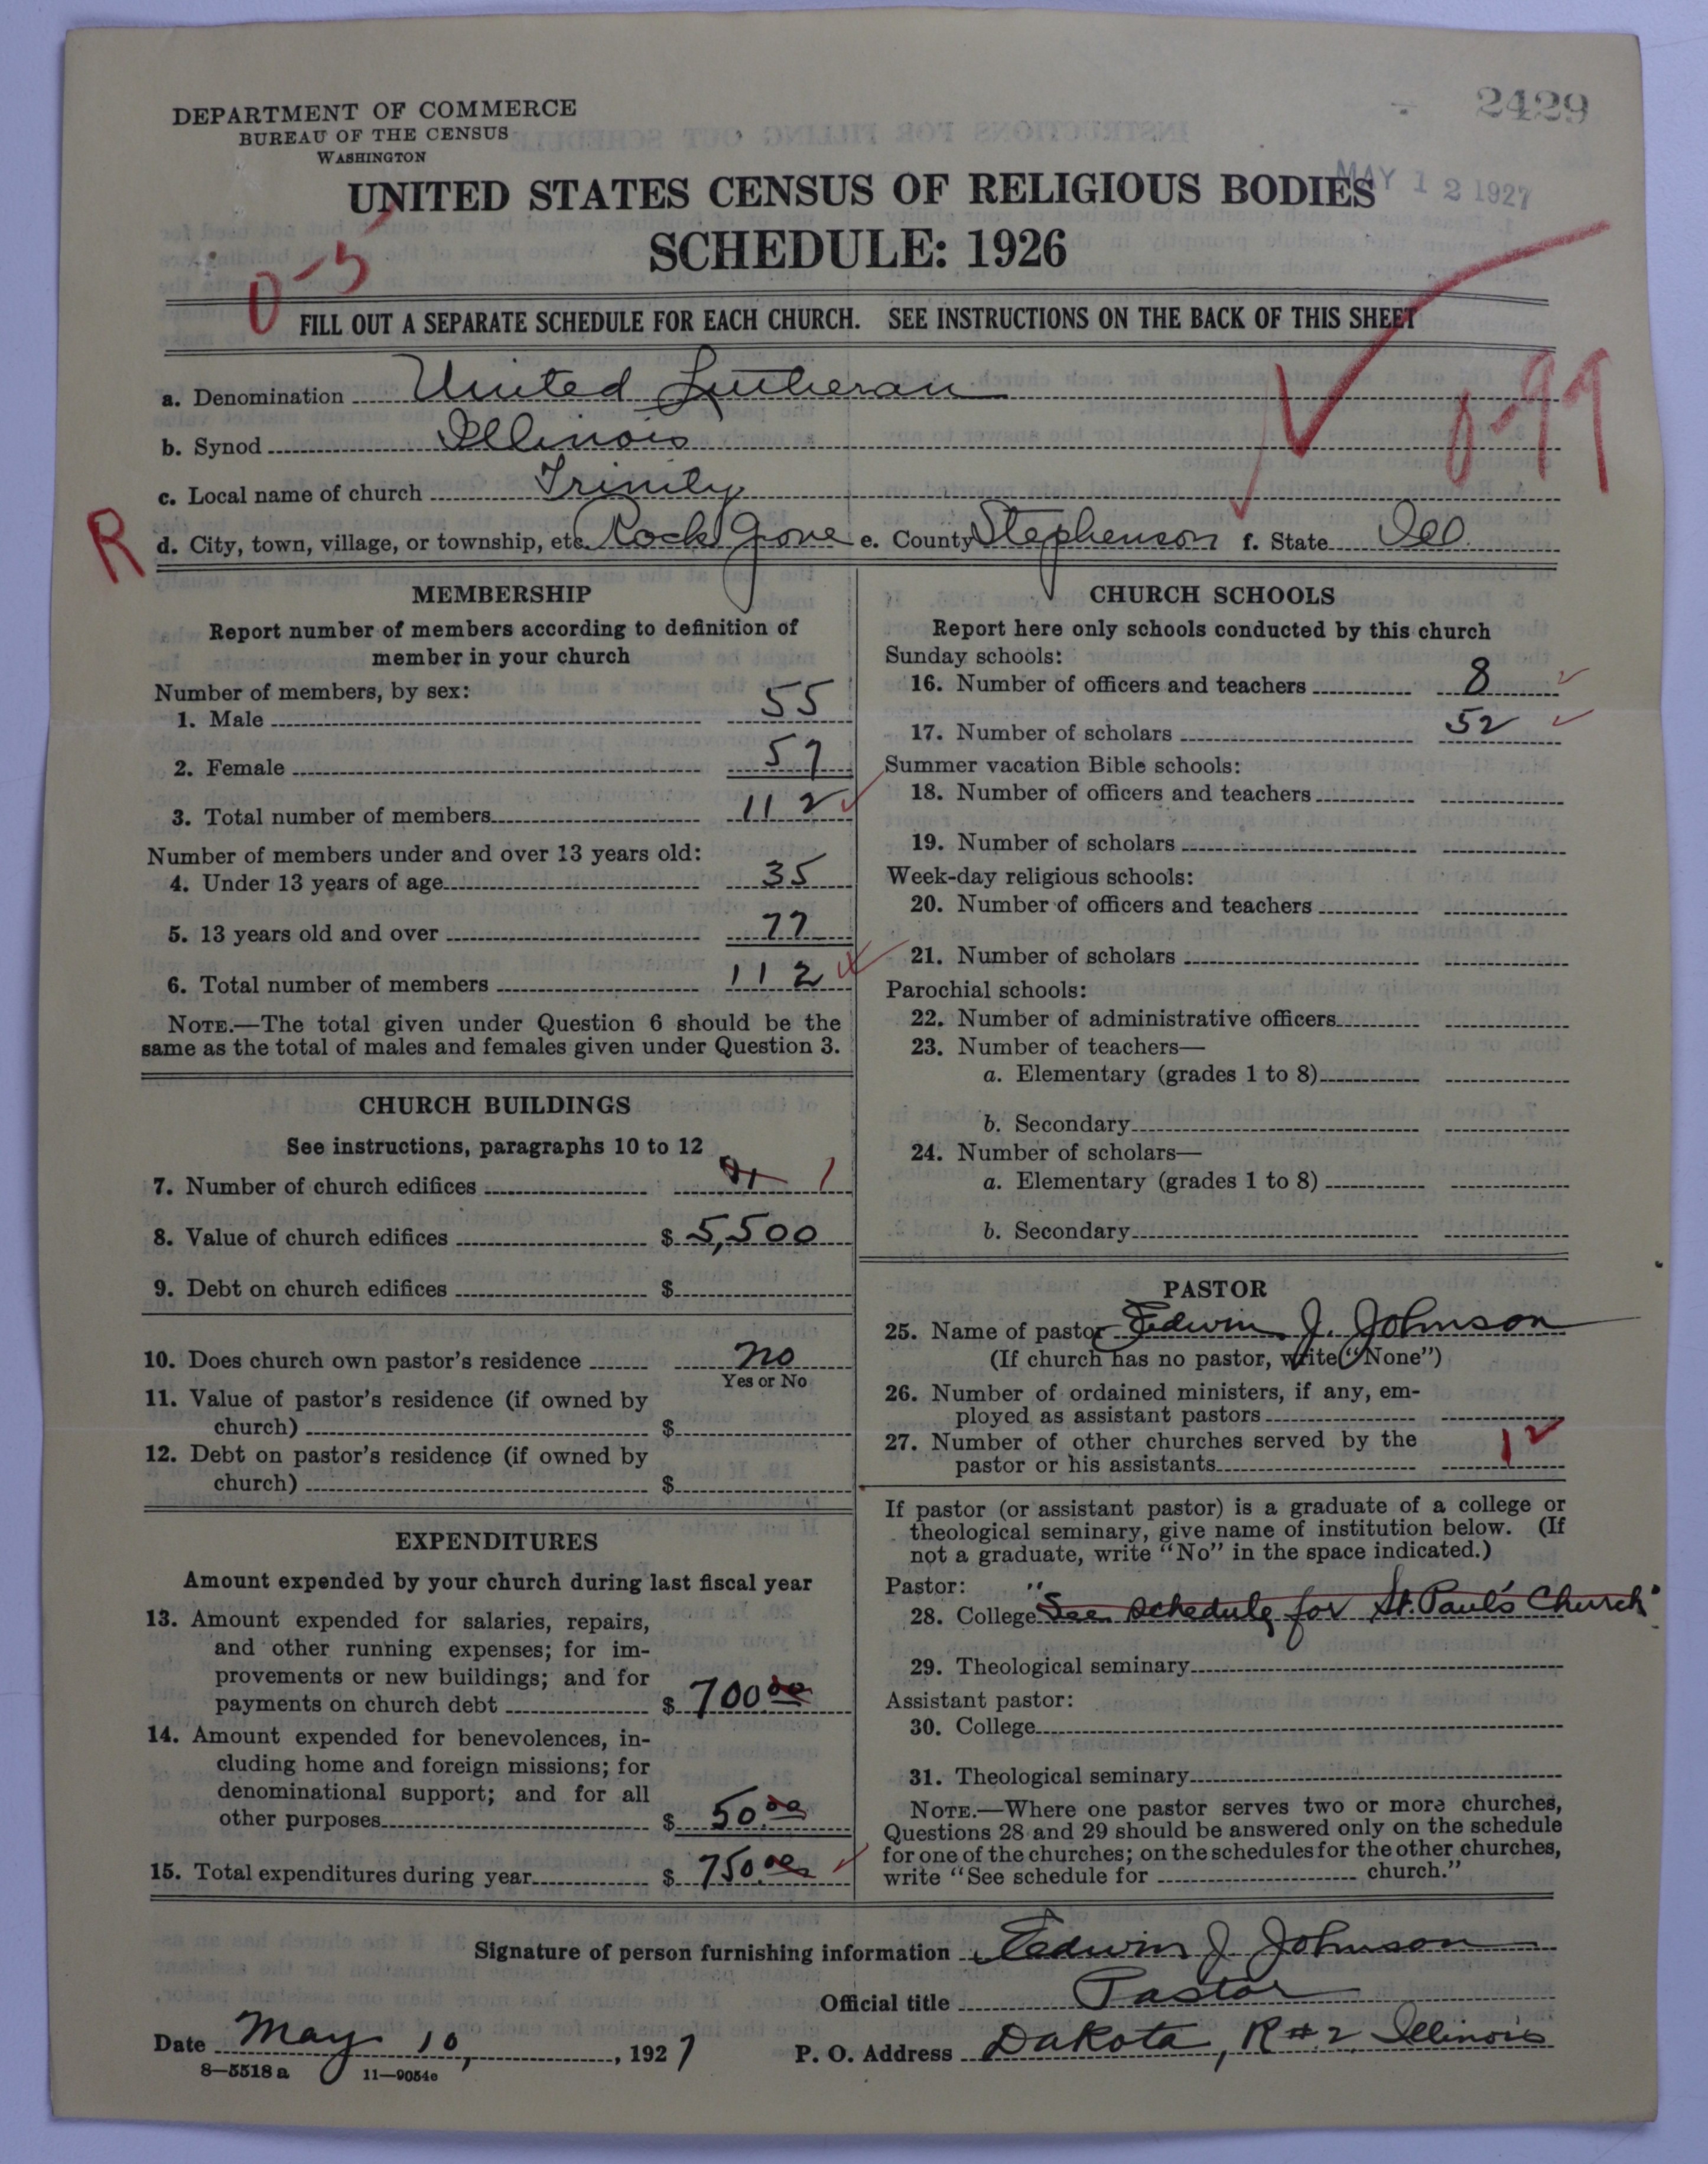 DEPARTMENT OF COMMERCE
BUREAU OF THE CENSUS
WASHINGTON
2429
MAY 12 1927
UNITED STATES CENSUS OF RELIGIOUS BODIES
SCHEDULE: 1926
0-5
FILL OUT A SEPARATE SCHEDULE FOR EACH CHURCH. SEE INSTRUCTIONS ON THE BACK OF THIS SHEET
a. Denomination United Lutheran
0-99
b. Synod Illinois
c. Local name of church Trinity
R
d. City, town, village, or township, etc. Rock Grove e. County Stephenson f. State Ill.
MEMBERSHIP
Report number of members according to definition of
member in your church
Number of members, by sex:
1. Male 55
2. Female 57
3. Total number of members 112
Number of members under and over 13 years old:
4. Under 13 years of age 35
5. 13 years old and over 77
6. Total number of members 112
NOTE.—The total given under Question 6 should be the
same as the total of males and females given under Question 3.
CHURCH BUILDINGS
See instructions, paragraphs 10 to 12
7. Number of church edifices 1
8. Value of church edifices $ 5,500
9. Debt on church edifices $
10. Does church own pastor's residence no
Yes or No
11. Value of pastor's residence (if owned by
church) $
12. Debt on pastor's residence (if owned by
church) $
EXPENDITURES
Amount expended by your church during last fiscal year
13. Amount expended for salaries, repairs,
and other running expenses; for im-
provements or new buildings; and for
payments on church debt $ 700.00
14. Amount expended for benevolences, in-
cluding home and foreign missions; for
denominational support; and for all
other purposes $ 50.00
15. Total expenditures during year $ 750.00
CHURCH SCHOOLS
Report here only schools conducted by this church
Sunday schools:
16. Number of officers and teachers 8
17. Number of scholars 52
Summer vacation Bible schools:
18. Number of officers and teachers
19. Number of scholars
Week-day religious schools:
20. Number of officers and teachers
21. Number of scholars
Parochial schools:
22. Number of administrative officers
23. Number of teachers—
a. Elementary (grades 1 to 8)
b. Secondary
24. Number of scholars—
a. Elementary (grades 1 to 8)
b. Secondary
PASTOR
25. Name of pastor Edwin J. Johnson
(If church has no pastor, write "None")
26. Number of ordained ministers, if any, em-
ployed as assistant pastors
27. Number of other churches served by the
pastor or his assistants 1
If pastor (or assistant pastor) is a graduate of a college or
theological seminary, give name of institution below. (If
not a graduate, write "No" in the space indicated.)
Pastor:
28. College "See schedule for St. Paul's Church"
29. Theological seminary
Assistant pastor:
30. College
31. Theological seminary
NOTE.—Where one pastor serves two or more churches,
Questions 28 and 29 should be answered only on the schedule
for one of the churches; on the schedules for the other churches,
write "See schedule for church."
Signature of person furnishing information Edwin J Johnson
Official title Pastor
Date May 10, 1927 P. O. Address Dakota, R#2 Illinois
8—5518 a 11—9054c